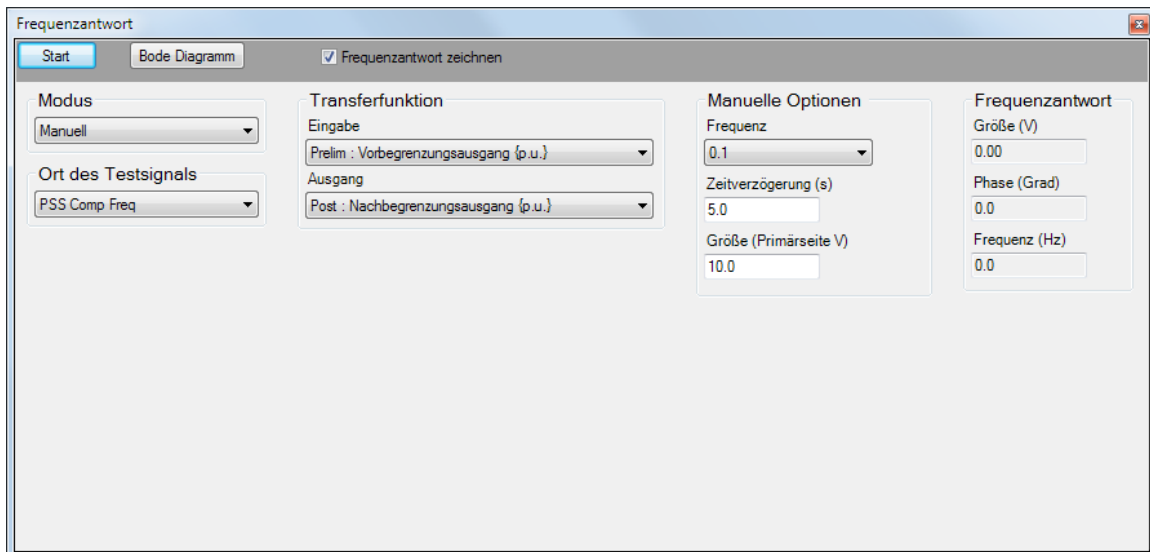 Frequenzantwort
Start
Bode Diagramm
Frequenzantwort zeichnen
Modus
Manuell
Ort des Testsignals
PSS Comp Freq
Transferfunktion
Eingabe
Prelim : Vorbegrenzungsausgang {p.u.}
Ausgang
Post : Nachbegrenzungsausgang {p.u.}
Manuelle Optionen
Frequenz
0.1
Zeitverzögerung (s)
5.0
Größe (Primärseite V)
10.0
Frequenzantwort
Größe (V)
0.00
Phase (Grad)
0.0
Frequenz (Hz)
0.0